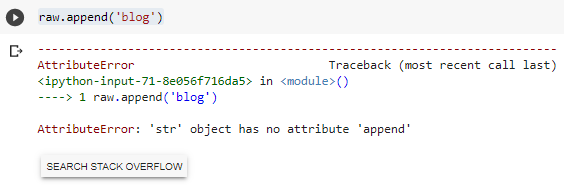 raw.append('blog')
---------------------------------------------------------------------------
AttributeError                            Traceback (most recent call last)
<ipython-input-71-8e056f716da5> in <module>()
----> 1 raw.append('blog')
AttributeError: 'str' object has no attribute 'append'
SEARCH STACK OVERFLOW